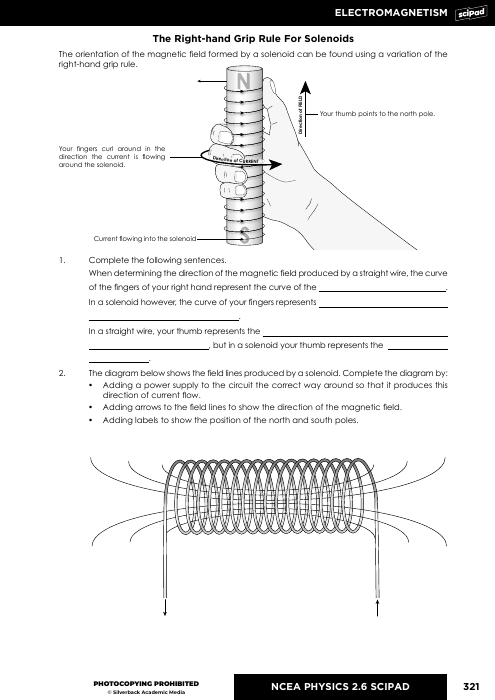 ELECTROMAGNETISM scipad
The Right-hand Grip Rule For Solenoids
The orientation of the magnetic field formed by a solenoid can be found using a variation of the
right-hand grip rule.
N
Direction of FIELD
Your thumb points to the north pole.
Your fingers curl around in the
direction the current is flowing
around the solenoid.
Direction of CURRENT
Current flowing into the solenoid
S
1. Complete the following sentences.
When determining the direction of the magnetic field produced by a straight wire, the curve
of the fingers of your right hand represent the curve of the ______.
In a solenoid however, the curve of your fingers represents ______
______.
In a straight wire, your thumb represents the ______
______, but in a solenoid your thumb represents the ______
______.
2. The diagram below shows the field lines produced by a solenoid. Complete the diagram by:
• Adding a power supply to the circuit the correct way around so that it produces this
direction of current flow.
• Adding arrows to the field lines to show the direction of the magnetic field.
• Adding labels to show the position of the north and south poles.
PHOTOCOPYING PROHIBITED
© Silverback Academic Media
NCEA PHYSICS 2.6 SCIPAD
321